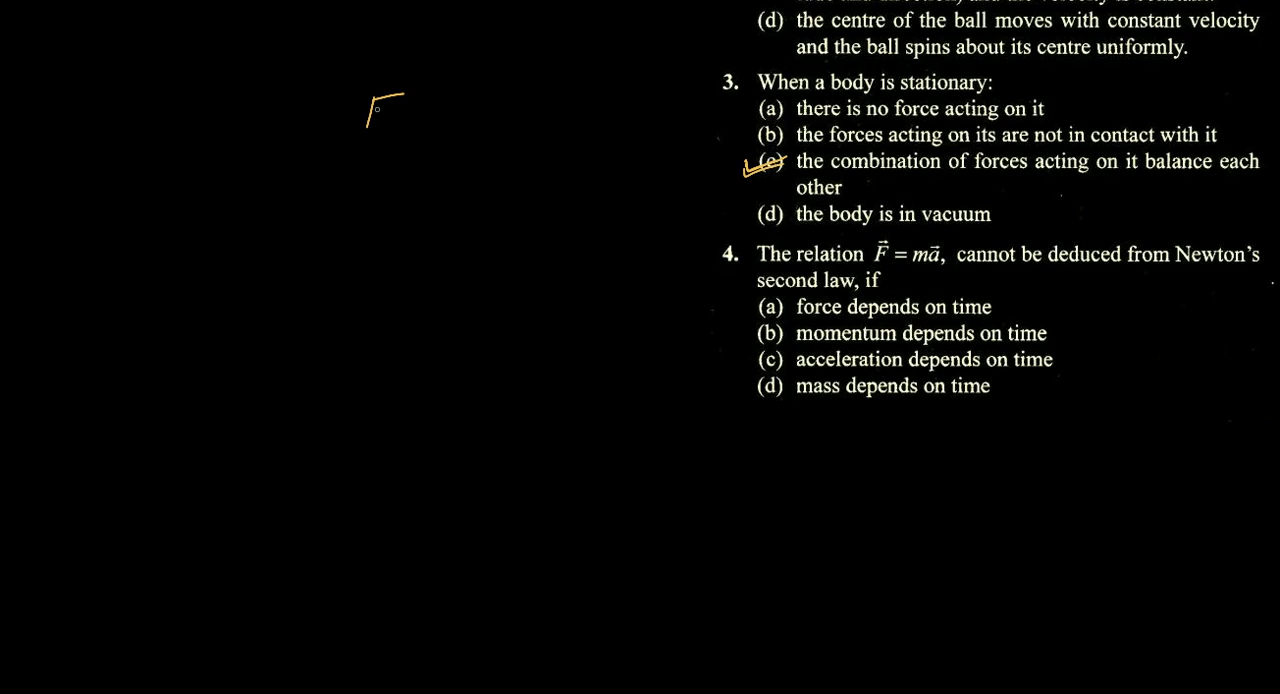 (d) the centre of the ball moves with constant velocity
and the ball spins about its centre uniformly.
3. When a body is stationary:
(a) there is no force acting on it
(b) the forces acting on its are not in contact with it
(c) the combination of forces acting on it balance each
other
(d) the body is in vacuum
4. The relation F⃗ = ma⃗, cannot be deduced from Newton's
second law, if
(a) force depends on time
(b) momentum depends on time
(c) acceleration depends on time
(d) mass depends on time